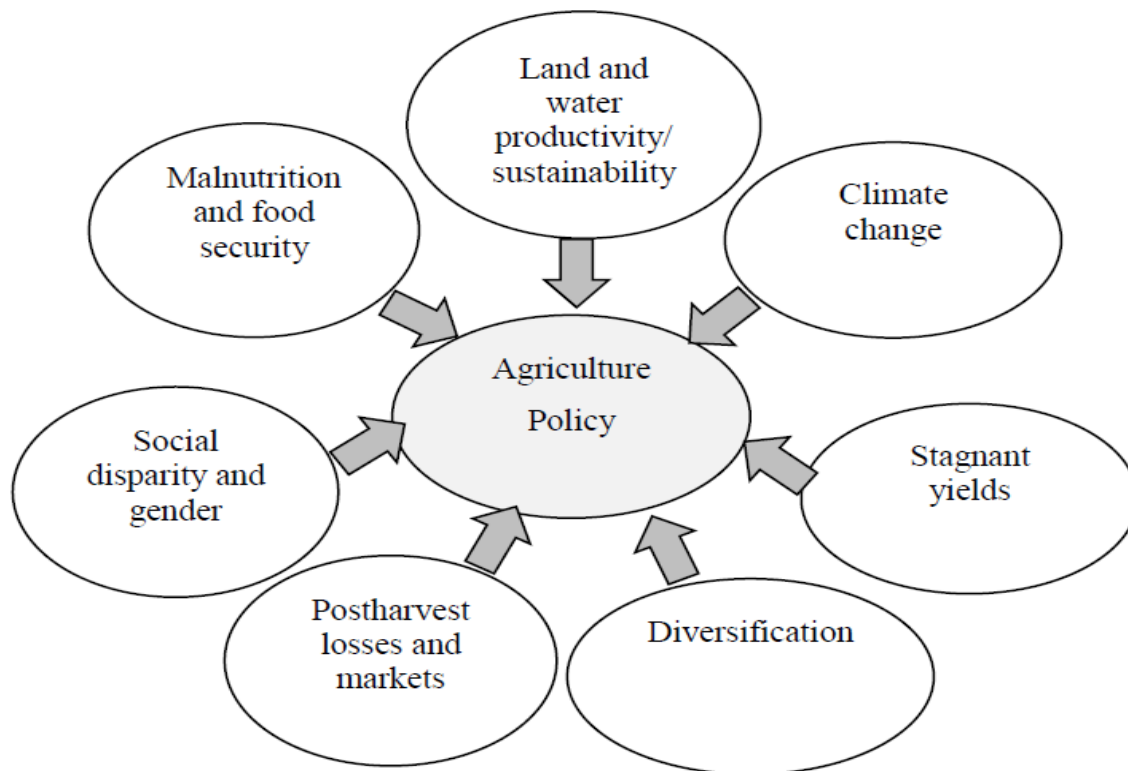 Land and
water
productivity/
sustainability
Malnutrition
and food
security
Climate
change
Agriculture
Policy
Social
disparity and
gender
Stagnant
yields
Postharvest
losses and
markets
Diversification